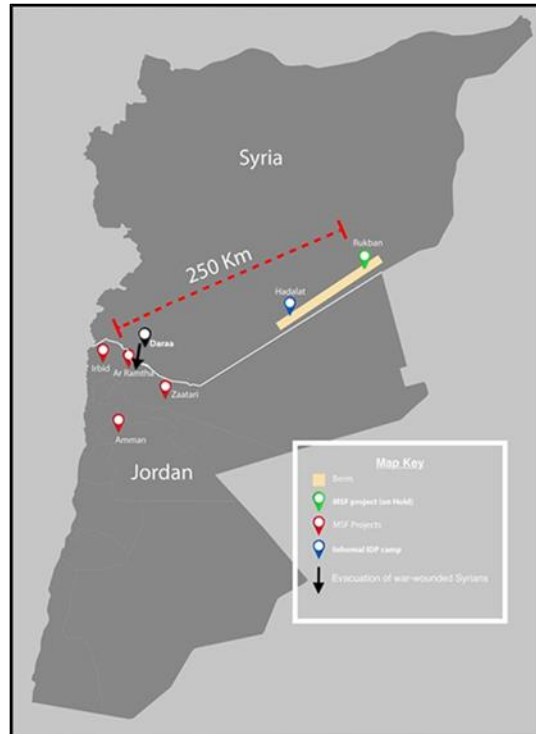 Syria
250 Km
Rukban
Hadalat
Daraa
Irbid
Ar Ramtha
Zaatari
Amman
Jordan
Map Key
Berm
MSF project (on Hold)
MSF Projects
Informal IDP camp
Evacuation of war-wounded Syrians